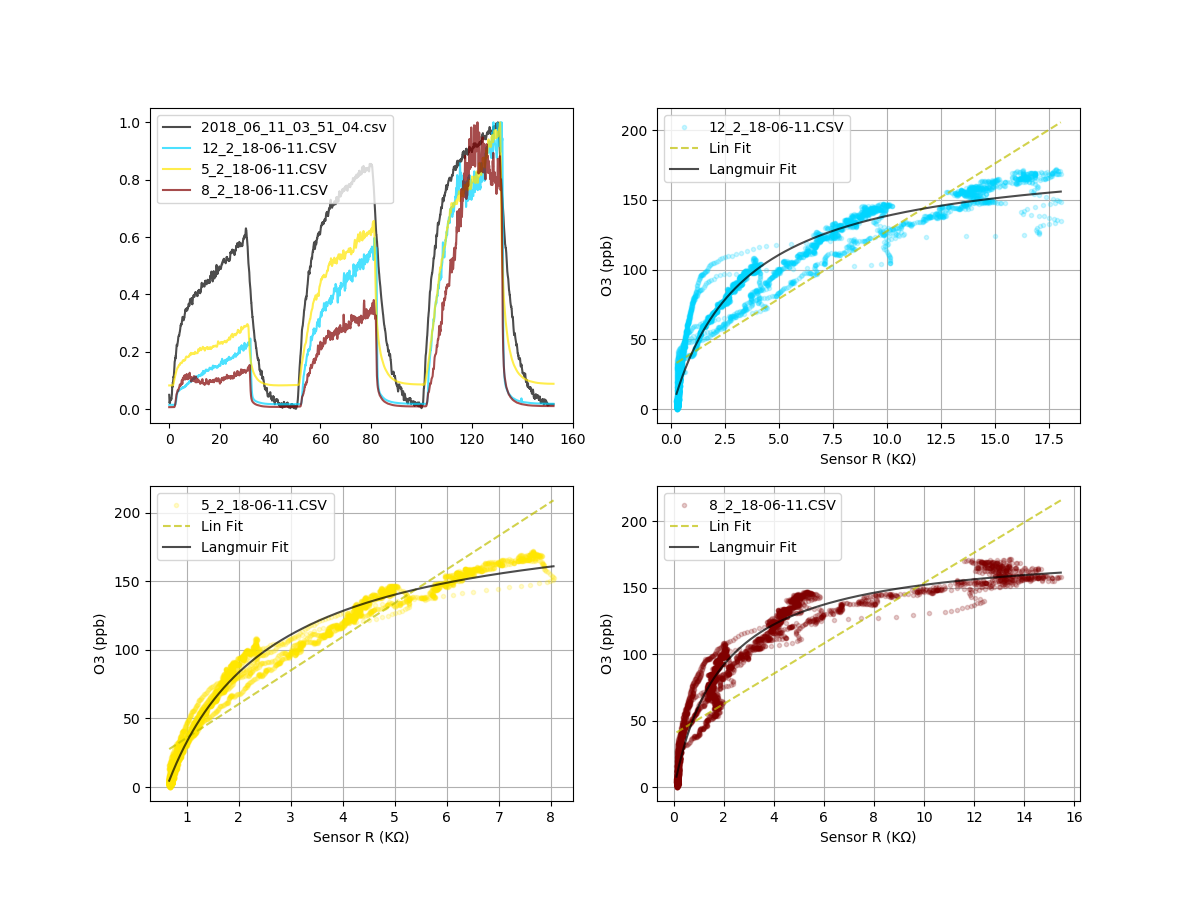 2018_06_11_03_51_04.csv
12_2_18-06-11.CSV
5_2_18-06-11.CSV
8_2_18-06-11.CSV
1.0
0.8
0.6
0.4
0.2
0.0
0 20 40 60 80 100 120 140 160
12_2_18-06-11.CSV
Lin Fit
Langmuir Fit
O3 (ppb)
200
150
100
50
0
0.0 2.5 5.0 7.5 10.0 12.5 15.0 17.5
Sensor R (KΩ)
5_2_18-06-11.CSV
Lin Fit
Langmuir Fit
O3 (ppb)
200
150
100
50
0
1 2 3 4 5 6 7 8
Sensor R (KΩ)
8_2_18-06-11.CSV
Lin Fit
Langmuir Fit
O3 (ppb)
200
150
100
50
0
0 2 4 6 8 10 12 14 16
Sensor R (KΩ)